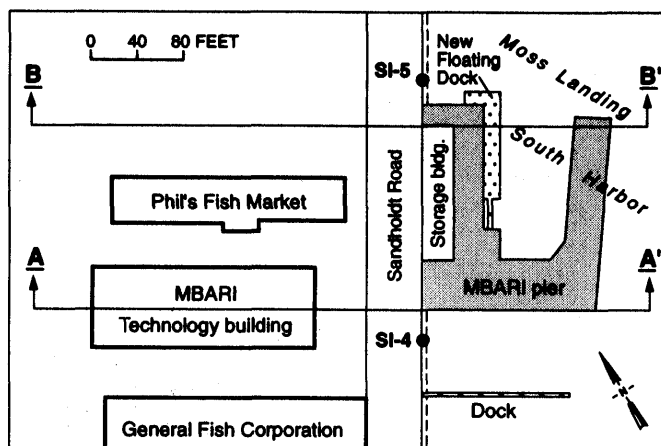 0 40 80 FEET
New
Floating
Dock
Moss Landing
South Harbor
SI-5
B
B'
Phil's Fish Market
Sandholdt Road
Storage bldg.
A
A'
MBARI
Technology building
MBARI pier
SI-4
Dock
N
General Fish Corporation